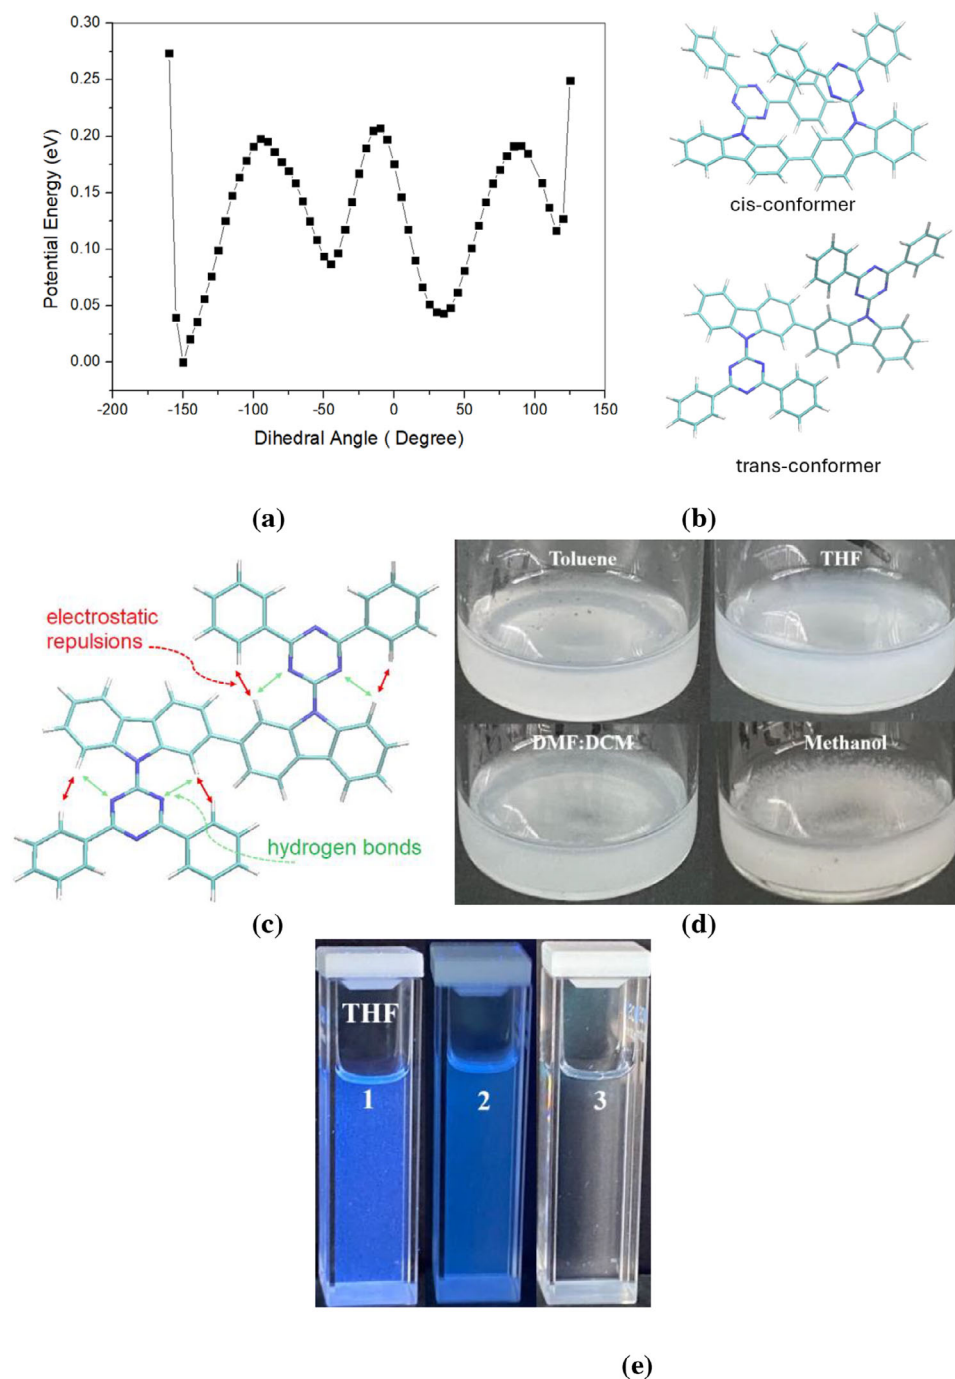 0.30
0.25
0.20
0.15
0.10
0.05
0.00
Potential Energy (eV)
-200 -150 -100 -50 0 50 100 150
Dihedral Angle ( Degree)
cis-conformer
trans-conformer
(a) (b)
electrostatic
repulsions
hydrogen bonds
Toluene THF
DMF:DCM Methanol
(c) (d)
THF
1 2 3
(e)